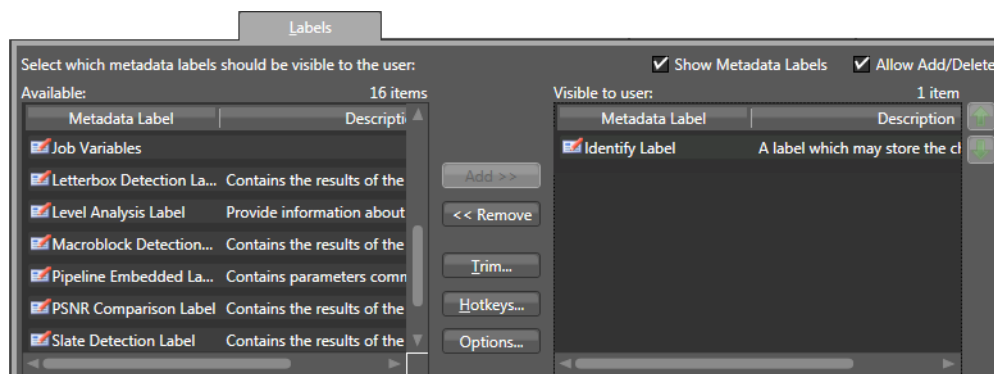 Labels
Select which metadata labels should be visible to the user:
Show Metadata Labels
Allow Add/Delete
Available:
16 items
Visible to user:
1 item
Metadata Label
Descripti
Metadata Label
Description
Job Variables
Identify Label
A label which may store the cl
Letterbox Detection La...
Contains the results of the
Add >>
Level Analysis Label
Provide information about
<< Remove
Macroblock Detection...
Contains the results of the
Pipeline Embedded La...
Contains parameters comm
Trim...
PSNR Comparison Label
Contains the results of the
Hotkeys...
Slate Detection Label
Contains the results of the
Options...